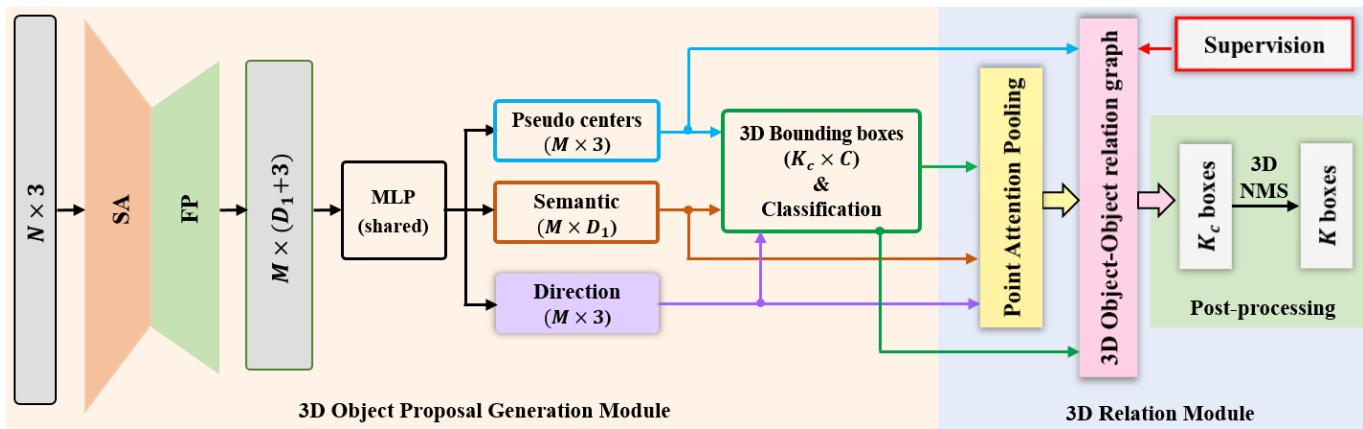 N × 3
SA
FP
M × (D₁+3)
MLP
(shared)
Pseudo centers
(M × 3)
Semantic
(M × D₁)
Direction
(M × 3)
3D Bounding boxes
(K_c × C)
&
Classification
Point Attention Pooling
3D Object-Object relation graph
Supervision
K_c boxes
3D
NMS
K boxes
Post-processing
3D Object Proposal Generation Module
3D Relation Module